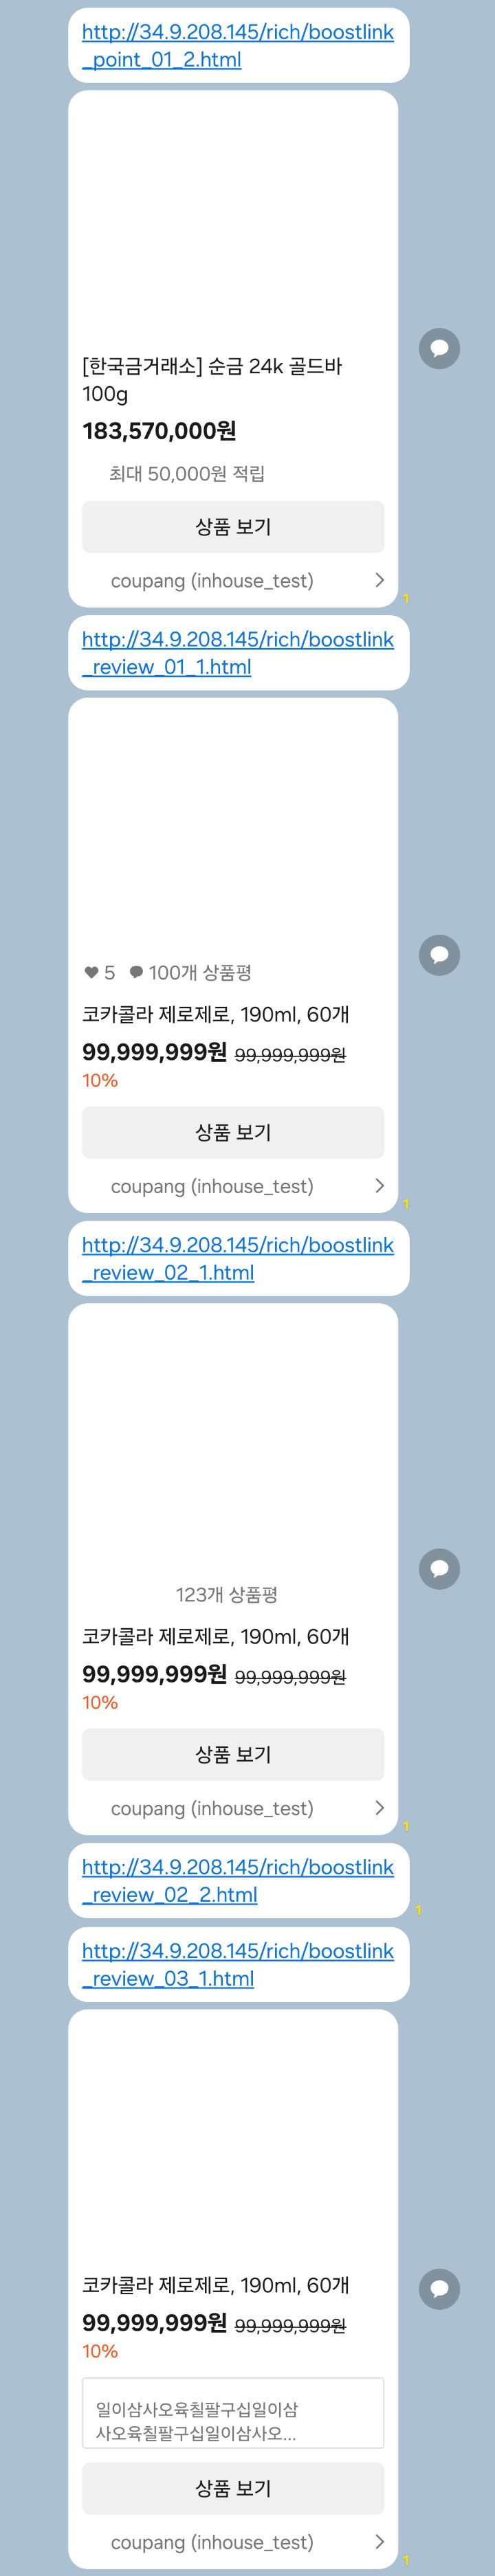 http://34.9.208.145/rich/boostlink
_point_01_2.html
[한국금거래소] 순금 24k 골드바
100g
183,570,000원
최대 50,000원 적립
상품 보기
coupang (inhouse_test)
1
http://34.9.208.145/rich/boostlink
_review_01_1.html
5 100개 상품평
코카콜라 제로제로, 190ml, 60개
99,999,999원 99,999,999원
10%
상품 보기
coupang (inhouse_test)
1
http://34.9.208.145/rich/boostlink
_review_02_1.html
123개 상품평
코카콜라 제로제로, 190ml, 60개
99,999,999원 99,999,999원
10%
상품 보기
coupang (inhouse_test)
1
http://34.9.208.145/rich/boostlink
_review_02_2.html
1
http://34.9.208.145/rich/boostlink
_review_03_1.html
코카콜라 제로제로, 190ml, 60개
99,999,999원 99,999,999원
10%
일이삼사오육칠팔구십일이삼
사오육칠팔구십일이삼사오...
상품 보기
coupang (inhouse_test)
1